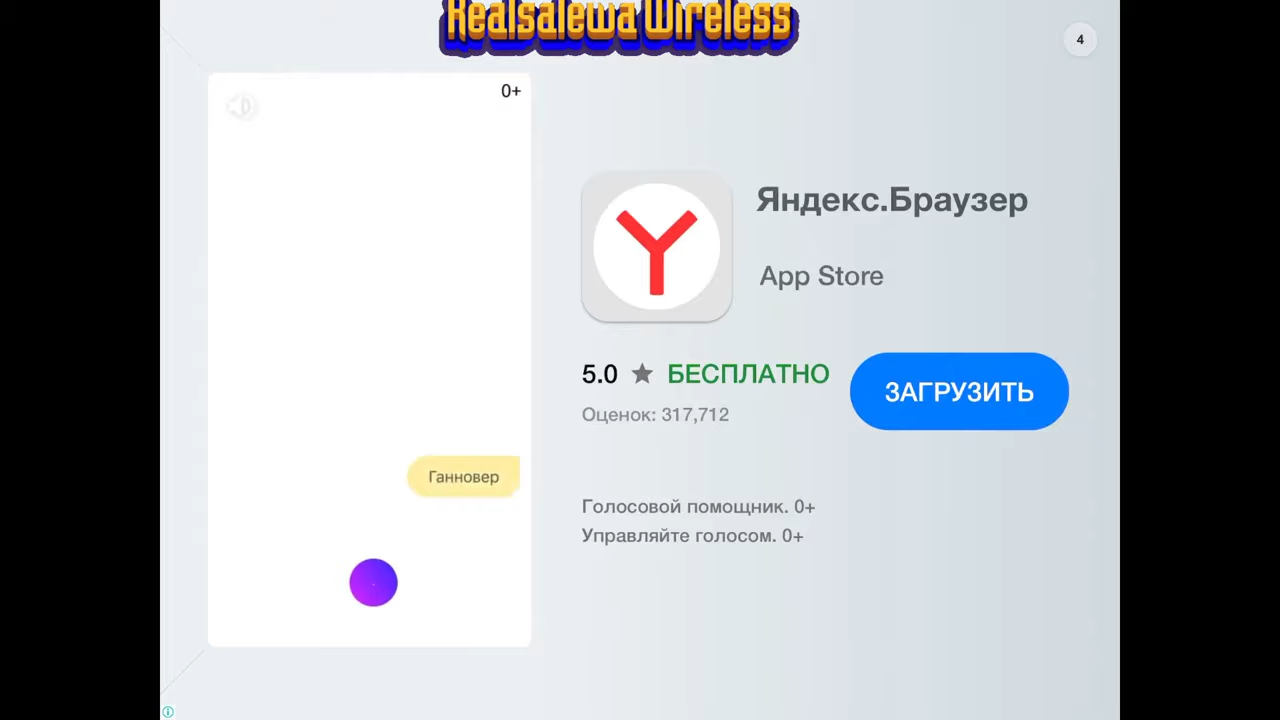 Realsalewa Wireless
4
0+
Яндекс.Браузер
App Store
5.0 ★ БЕСПЛАТНО
Оценок: 317,712
ЗАГРУЗИТЬ
Ганновер
Голосовой помощник. 0+
Управляйте голосом. 0+